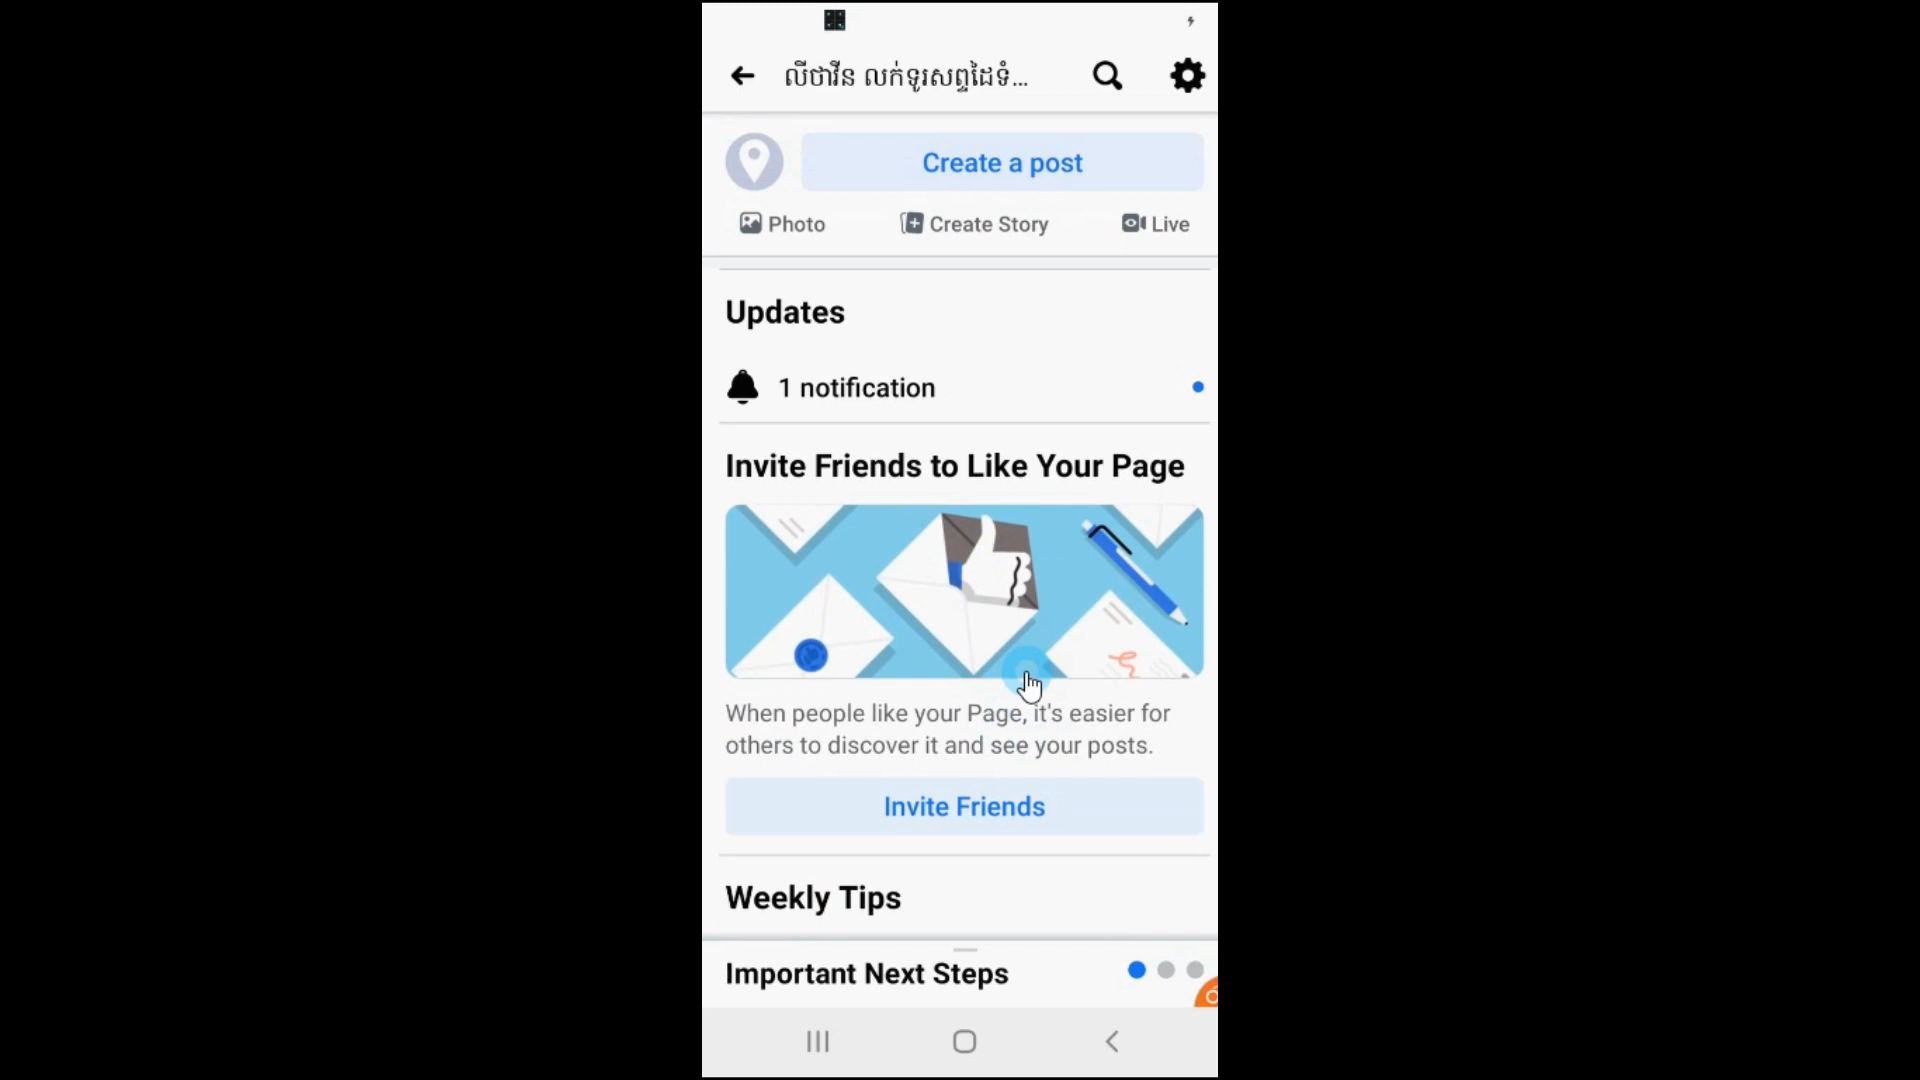 លីថាវីន លក់ទូរសព្ទដៃទំ...
Create a post
Photo
Create Story
Live
Updates
1 notification
Invite Friends to Like Your Page
When people like your Page, it's easier for
others to discover it and see your posts.
Invite Friends
Weekly Tips
Important Next Steps